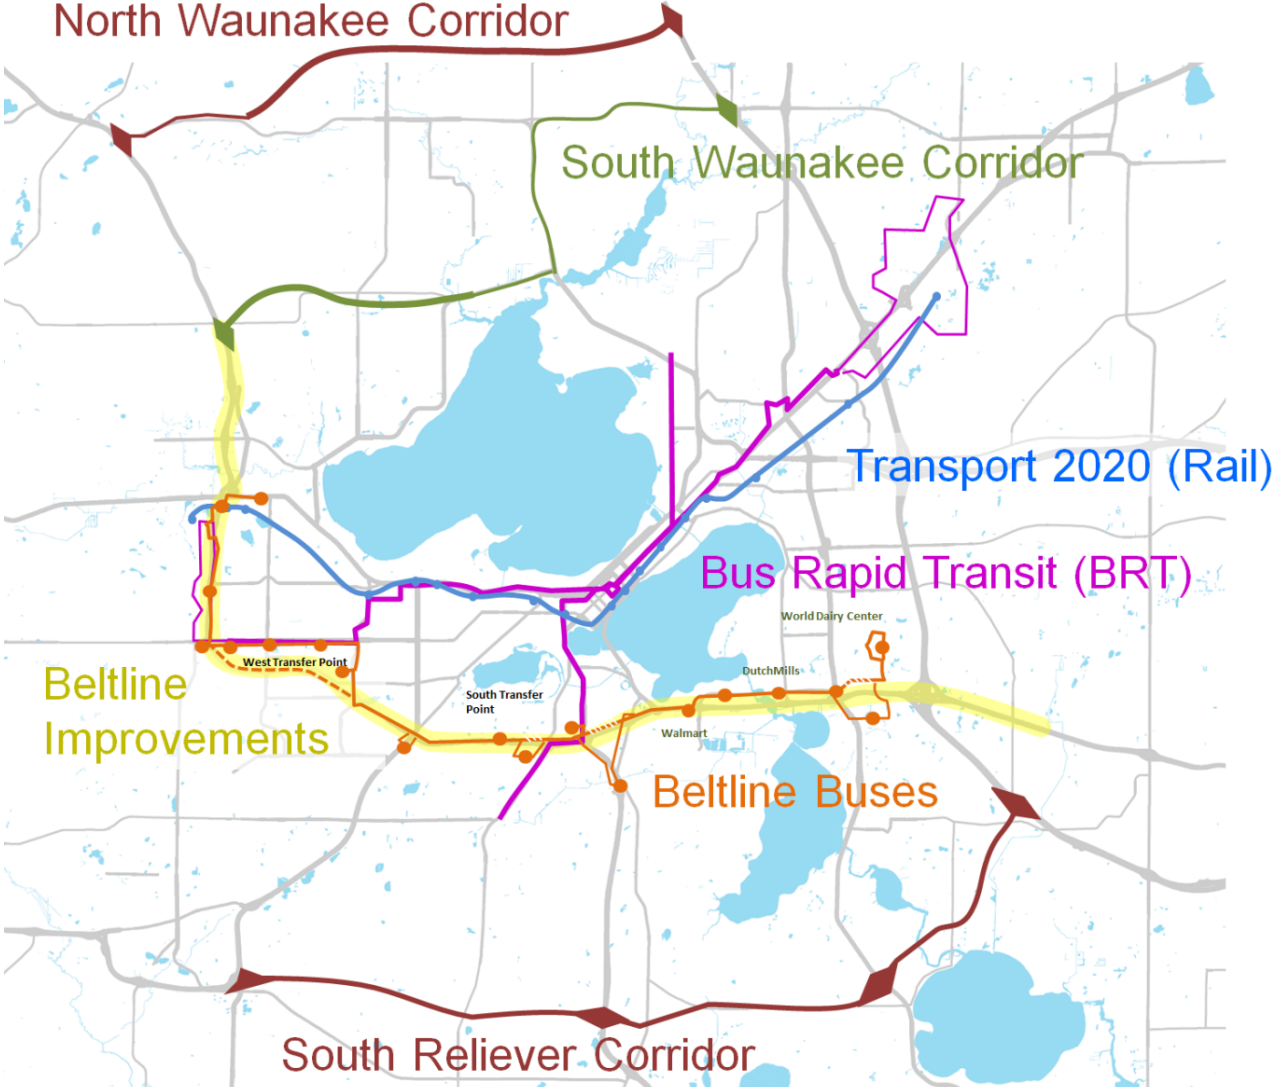 North Waunakee Corridor
South Waunakee Corridor
Transport 2020 (Rail)
Bus Rapid Transit (BRT)
World Dairy Center
West Transfer Point
DutchMills
Beltline
Improvements
South Transfer
Point
Walmart
Beltline Buses
South Reliever Corridor